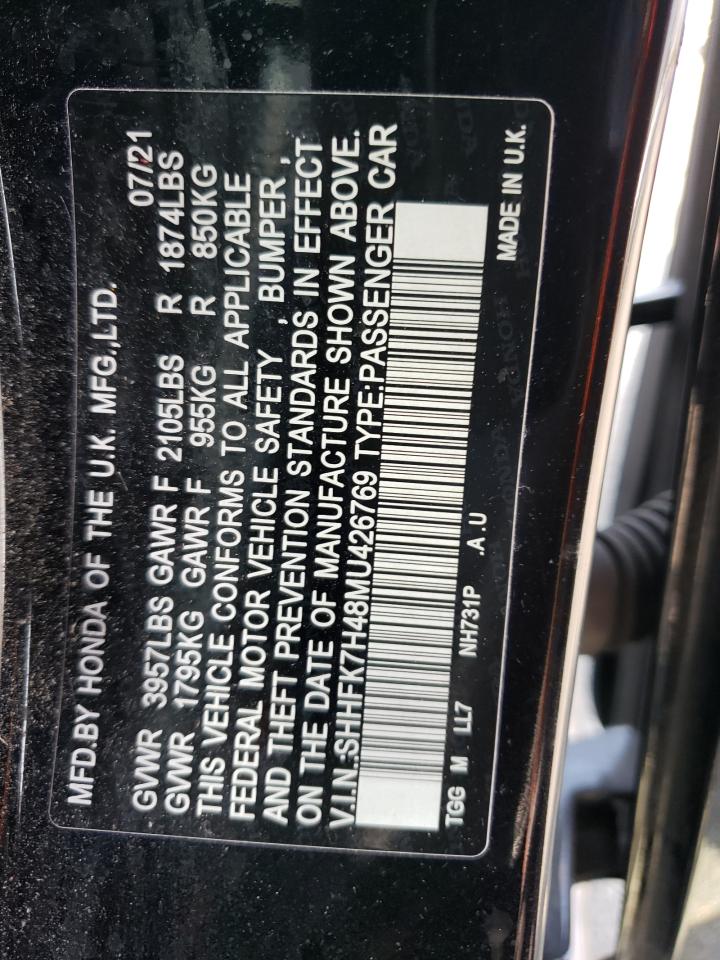 MFD.BY HONDA OF THE U.K. MFG.,LTD. 07/21
GVWR 3957LBS GAWR F 2105LBS R 1874LBS
GVWR 1795KG GAWR F 955KG R 850KG
THIS VEHICLE CONFORMS TO ALL APPLICABLE
FEDERAL MOTOR VEHICLE SAFETY , BUMPER ,
AND THEFT PREVENTION STANDARDS IN EFFECT
ON THE DATE OF MANUFACTURE SHOWN ABOVE.
V.I.N.:SHHFK7H48MU426769 TYPE:PASSENGER CAR
TGG M LL7 NH731P .A.U MADE IN U.K.